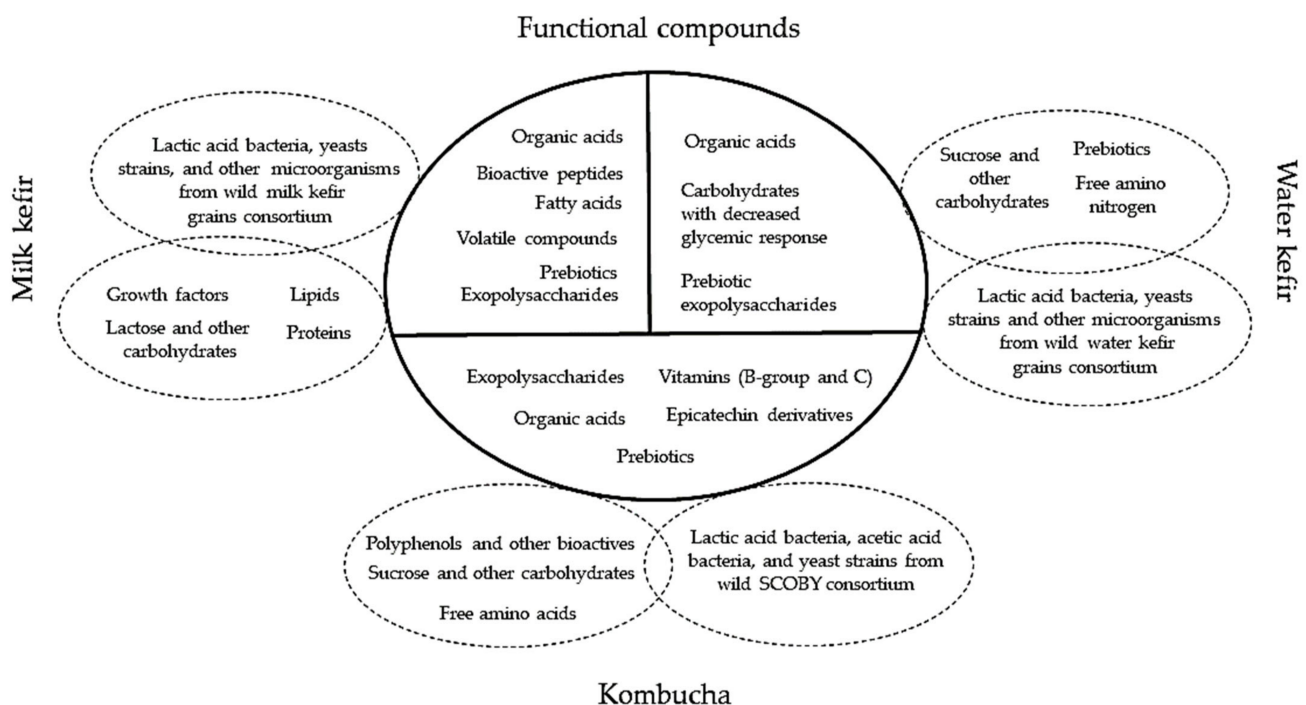 Functional compounds
Milk kefir
Lactic acid bacteria, yeasts
strains, and other microorganisms
from wild milk kefir
grains consortium
Growth factors
Lipids
Lactose and other
carbohydrates
Proteins
Organic acids
Bioactive peptides
Fatty acids
Volatile compounds
Prebiotics
Exopolysaccharides
Organic acids
Carbohydrates
with decreased
glycemic response
Prebiotic
exopolysaccharides
Water kefir
Sucrose and
other
carbohydrates
Prebiotics
Free amino
nitrogen
Lactic acid bacteria, yeasts
strains and other microorganisms
from wild water kefir
grains consortium
Exopolysaccharides
Vitamins (B-group and C)
Organic acids
Epicatechin derivatives
Prebiotics
Polyphenols and other bioactives
Sucrose and other carbohydrates
Free amino acids
Lactic acid bacteria, acetic acid
bacteria, and yeast strains from
wild SCOBY consortium
Kombucha